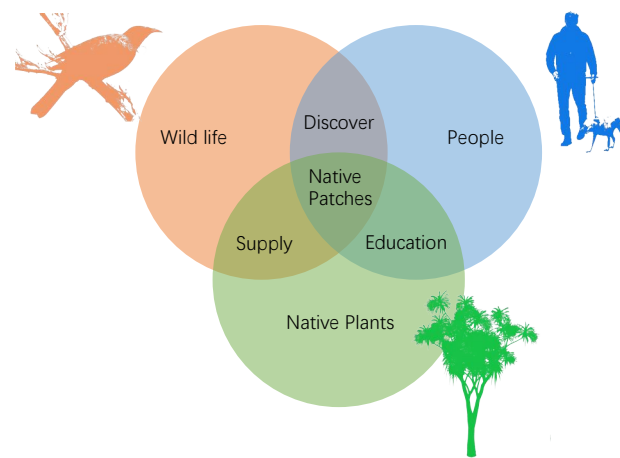 Discover
Wild life
People
Native
Patches
Supply
Education
Native Plants